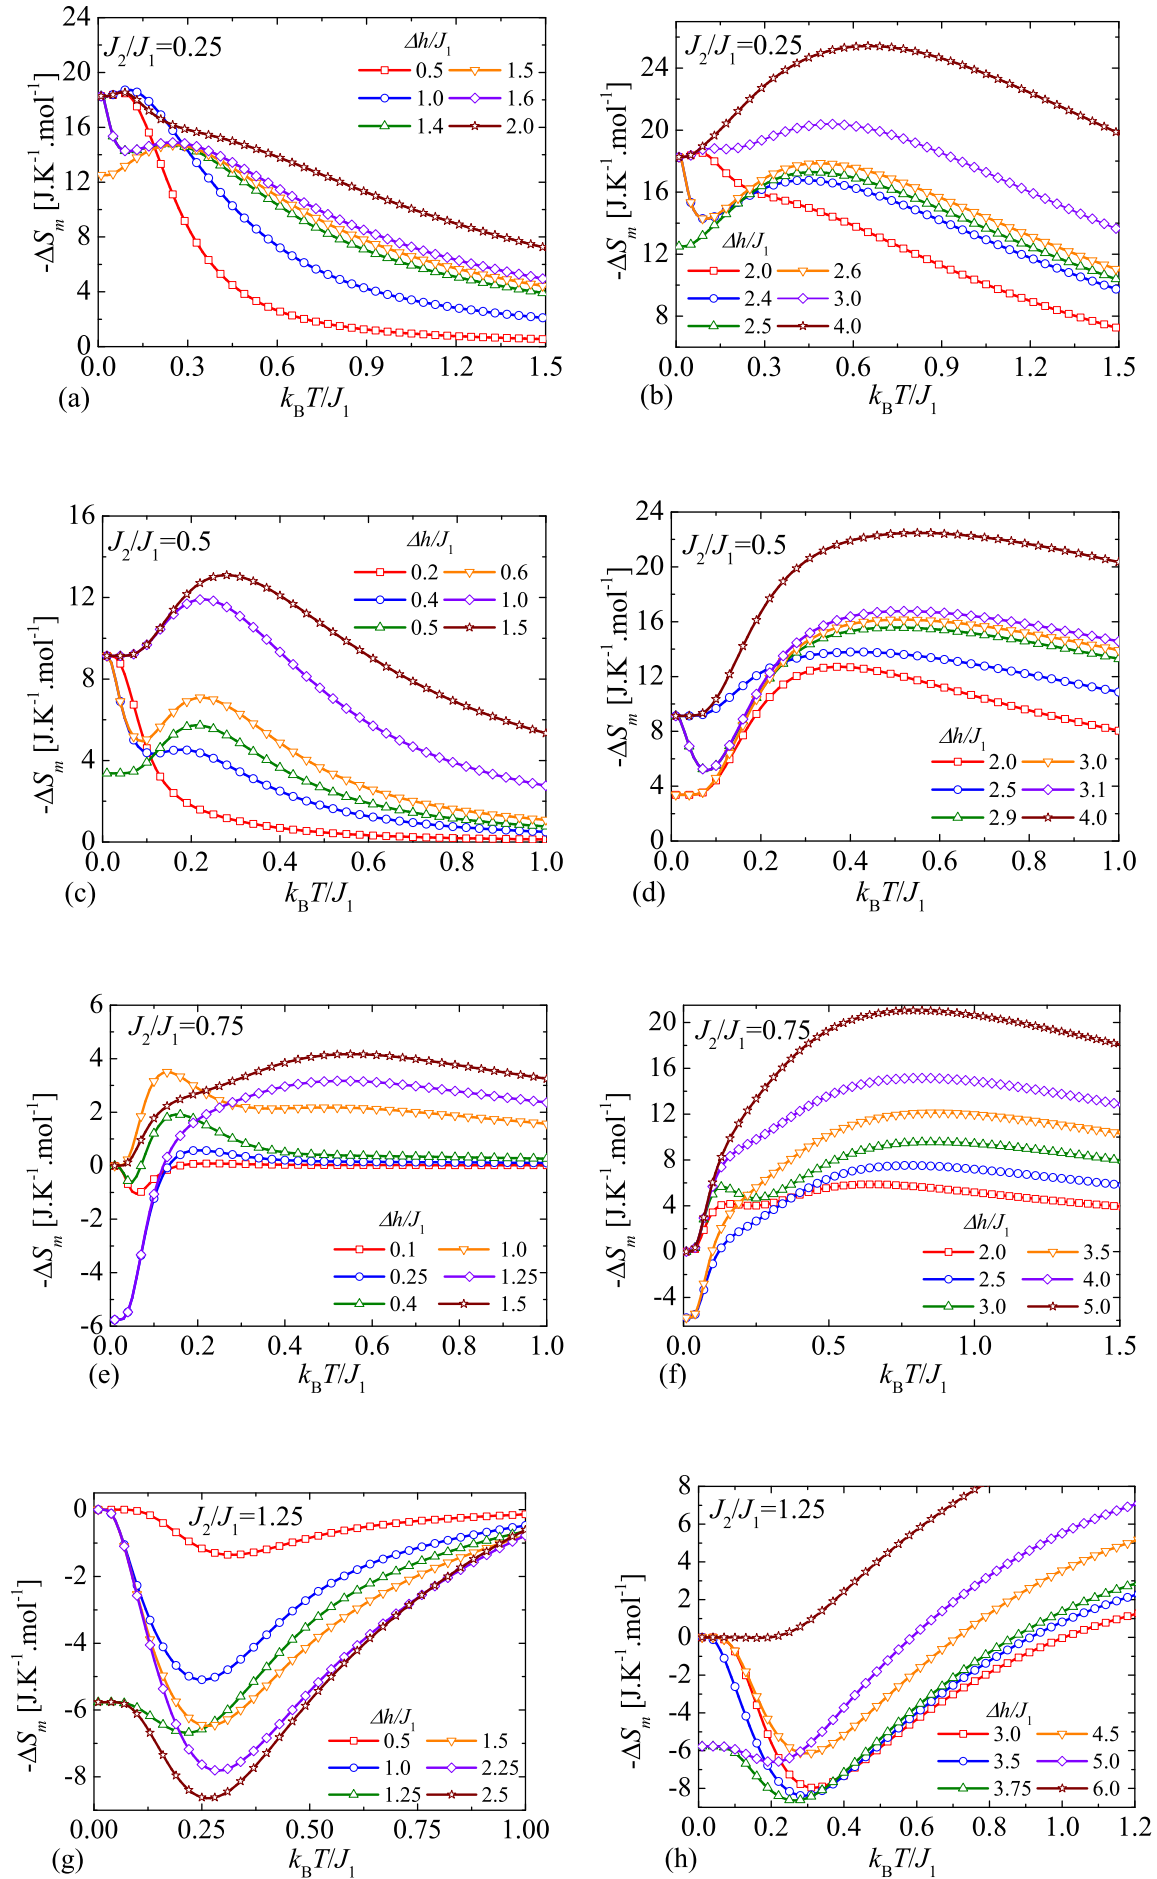 J₂/J₁=0.25
Δh/J₁
0.5 1.5
1.0 1.6
1.4 2.0
-ΔSₘ [J.K⁻¹.mol⁻¹]
24
20
16
12
8
4
0
0.0 0.3 0.6 0.9 1.2 1.5
(a) k_BT/J₁
J₂/J₁=0.25
-ΔSₘ [J.K⁻¹.mol⁻¹]
24
20
16
12
8
Δh/J₁
2.0 2.6
2.4 3.0
2.5 4.0
0.0 0.3 0.6 0.9 1.2 1.5
(b) k_BT/J₁
J₂/J₁=0.5
Δh/J₁
0.2 0.6
0.4 1.0
0.5 1.5
-ΔSₘ [J.K⁻¹.mol⁻¹]
16
12
8
4
0
0.0 0.2 0.4 0.6 0.8 1.0
(c) k_BT/J₁
J₂/J₁=0.5
-ΔSₘ [J.K⁻¹.mol⁻¹]
24
20
16
12
8
4
0
Δh/J₁
2.0 3.0
2.5 3.1
2.9 4.0
0.0 0.2 0.4 0.6 0.8 1.0
(d) k_BT/J₁
J₂/J₁=0.75
-ΔSₘ [J.K⁻¹.mol⁻¹]
6
4
2
0
-2
-4
-6
Δh/J₁
0.1 1.0
0.25 1.25
0.4 1.5
0.0 0.2 0.4 0.6 0.8 1.0
(e) k_BT/J₁
J₂/J₁=0.75
-ΔSₘ [J.K⁻¹.mol⁻¹]
20
16
12
8
4
0
-4
Δh/J₁
2.0 3.5
2.5 4.0
3.0 5.0
0.0 0.5 1.0 1.5
(f) k_BT/J₁
J₂/J₁=1.25
-ΔSₘ [J.K⁻¹.mol⁻¹]
0
-2
-4
-6
-8
Δh/J₁
0.5 1.5
1.0 2.25
1.25 2.5
0.00 0.25 0.50 0.75 1.00
(g) k_BT/J₁
J₂/J₁=1.25
-ΔSₘ [J.K⁻¹.mol⁻¹]
8
6
4
2
0
-2
-4
-6
-8
Δh/J₁
3.0 4.5
3.5 5.0
3.75 6.0
0.0 0.2 0.4 0.6 0.8 1.0 1.2
(h) k_BT/J₁